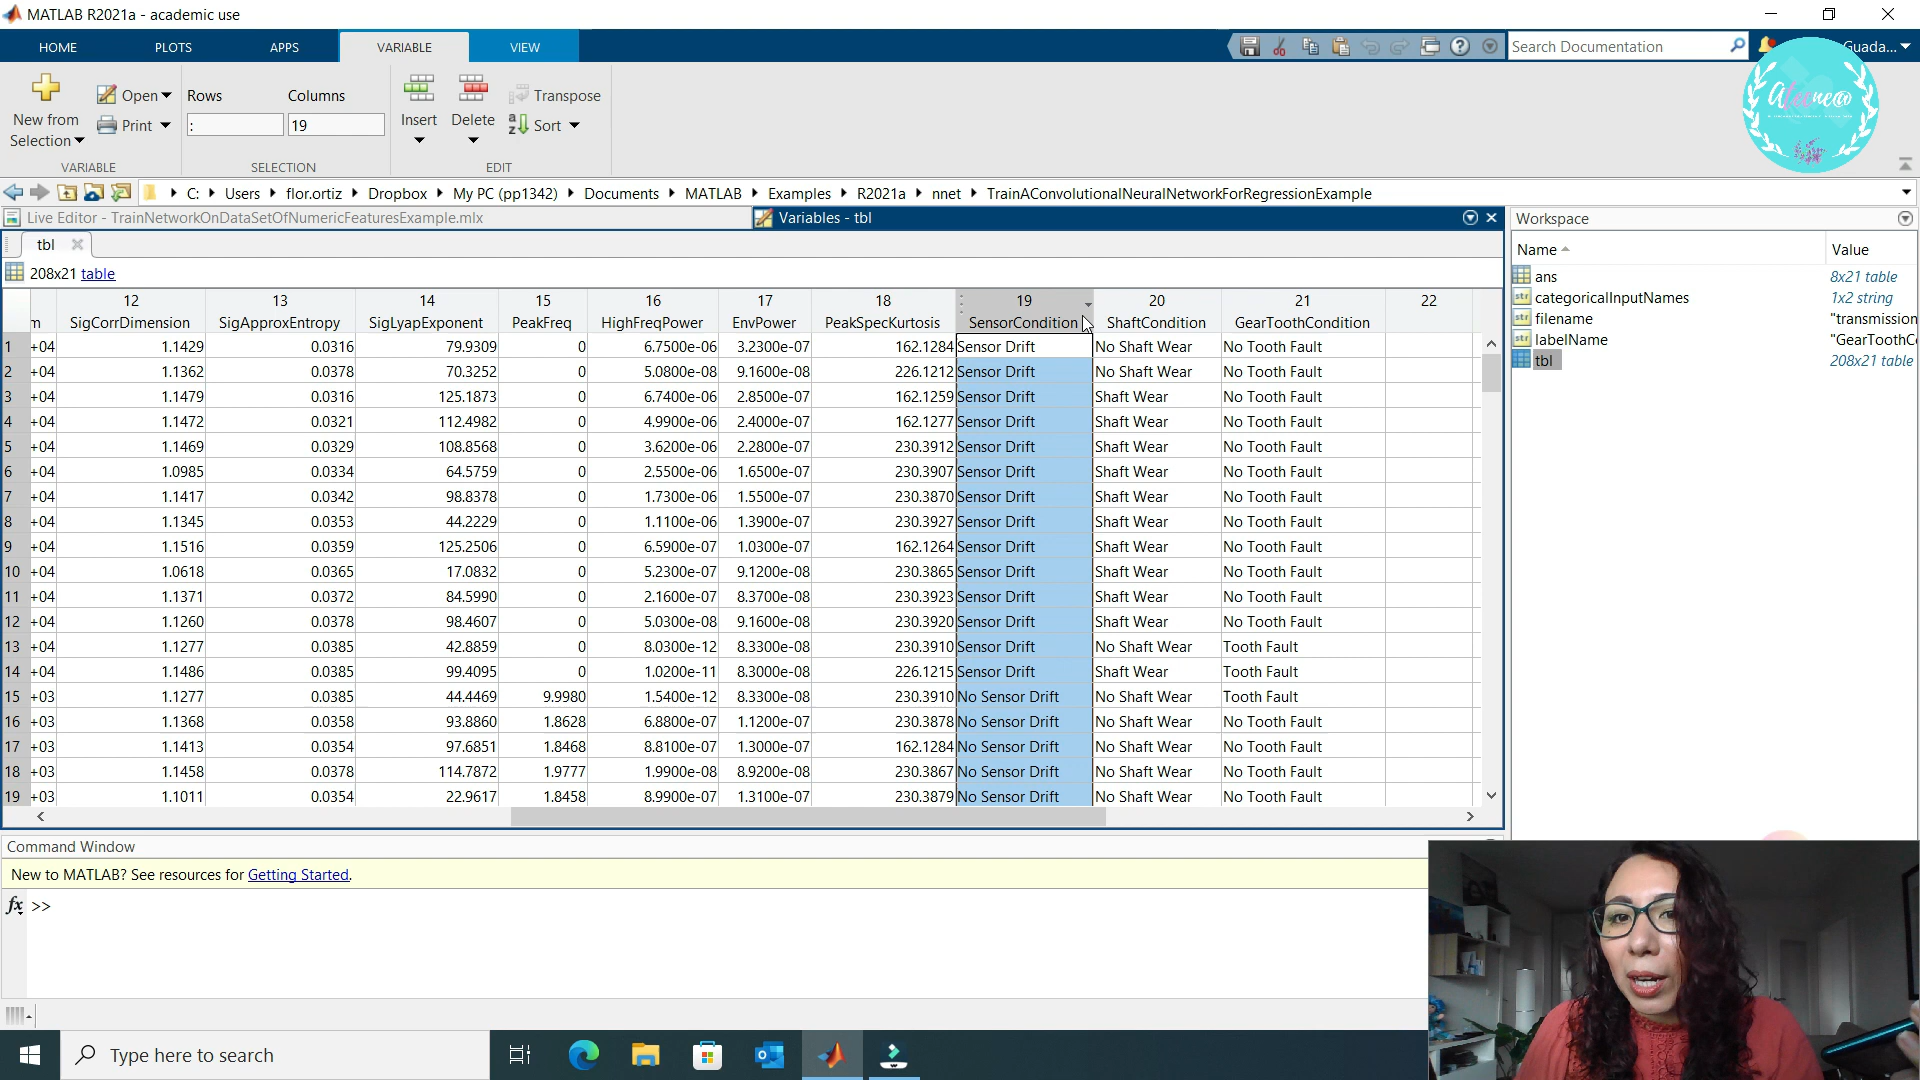 MATLAB R2021a - academic use
HOME PLOTS APPS VARIABLE VIEW
Search Documentation
Guada...
New from Selection
Open
Print
VARIABLE
Rows Columns
: 19
SELECTION
Insert Delete
Transpose
Sort
EDIT
Ateneo
C: Users flor.ortiz Dropbox My PC (pp1342) Documents MATLAB Examples R2021a nnet TrainAConvolutionalNeuralNetworkForRegressionExample
Live Editor - TrainNetworkOnDataSetOfNumericFeaturesExample.mlx
Variables - tbl
tbl
208x21 table
12 13 14 15 16 17 18 19 20 21 22
m SigCorrDimension SigApproxEntropy SigLyapExponent PeakFreq HighFreqPower EnvPower PeakSpecKurtosis SensorCondition ShaftCondition GearToothCondition
1 +04 1.1429 0.0316 79.9309 0 6.7500e-06 3.2300e-07 162.1284 Sensor Drift No Shaft Wear No Tooth Fault
2 +04 1.1362 0.0378 70.3252 0 5.0800e-08 9.1600e-08 226.1212 Sensor Drift No Shaft Wear No Tooth Fault
3 +04 1.1479 0.0316 125.1873 0 6.7400e-06 2.8500e-07 162.1259 Sensor Drift Shaft Wear No Tooth Fault
4 +04 1.1472 0.0321 112.4982 0 4.9900e-06 2.4000e-07 162.1277 Sensor Drift Shaft Wear No Tooth Fault
5 +04 1.1469 0.0329 108.8568 0 3.6200e-06 2.2800e-07 230.3912 Sensor Drift Shaft Wear No Tooth Fault
6 +04 1.0985 0.0334 64.5759 0 2.5500e-06 1.6500e-07 230.3907 Sensor Drift Shaft Wear No Tooth Fault
7 +04 1.1417 0.0342 98.8378 0 1.7300e-06 1.5500e-07 230.3870 Sensor Drift Shaft Wear No Tooth Fault
8 +04 1.1345 0.0353 44.2229 0 1.1100e-06 1.3900e-07 230.3927 Sensor Drift Shaft Wear No Tooth Fault
9 +04 1.1516 0.0359 125.2506 0 6.5900e-07 1.0300e-07 162.1264 Sensor Drift Shaft Wear No Tooth Fault
10 +04 1.0618 0.0365 17.0832 0 5.2300e-07 9.1200e-08 230.3865 Sensor Drift Shaft Wear No Tooth Fault
11 +04 1.1371 0.0372 84.5990 0 2.1600e-07 8.3700e-08 230.3923 Sensor Drift Shaft Wear No Tooth Fault
12 +04 1.1260 0.0378 98.4607 0 5.0300e-08 9.1600e-08 230.3920 Sensor Drift Shaft Wear No Tooth Fault
13 +04 1.1277 0.0385 42.8859 0 8.0300e-12 8.3300e-08 230.3910 Sensor Drift No Shaft Wear Tooth Fault
14 +04 1.1486 0.0385 99.4095 0 1.0200e-11 8.3000e-08 226.1215 Sensor Drift Shaft Wear Tooth Fault
15 +03 1.1277 0.0385 44.4469 9.9980 1.5400e-12 8.3300e-08 230.3910 No Sensor Drift No Shaft Wear Tooth Fault
16 +03 1.1368 0.0358 93.8860 1.8628 6.8800e-07 1.1200e-07 230.3878 No Sensor Drift No Shaft Wear No Tooth Fault
17 +03 1.1413 0.0354 97.6851 1.8468 8.8100e-07 1.3000e-07 162.1284 No Sensor Drift No Shaft Wear No Tooth Fault
18 +03 1.1458 0.0378 114.7872 1.9777 1.9900e-08 8.9200e-08 230.3867 No Sensor Drift No Shaft Wear No Tooth Fault
19 +03 1.1011 0.0354 22.9617 1.8458 8.9900e-07 1.3100e-07 230.3879 No Sensor Drift No Shaft Wear No Tooth Fault
Workspace
Name Value
ans 8x21 table
categoricalInputNames 1x2 string
filename "transmission
labelName "GearToothC
tbl 208x21 table
Command Window
New to MATLAB? See resources for Getting Started.
fx >>
Type here to search